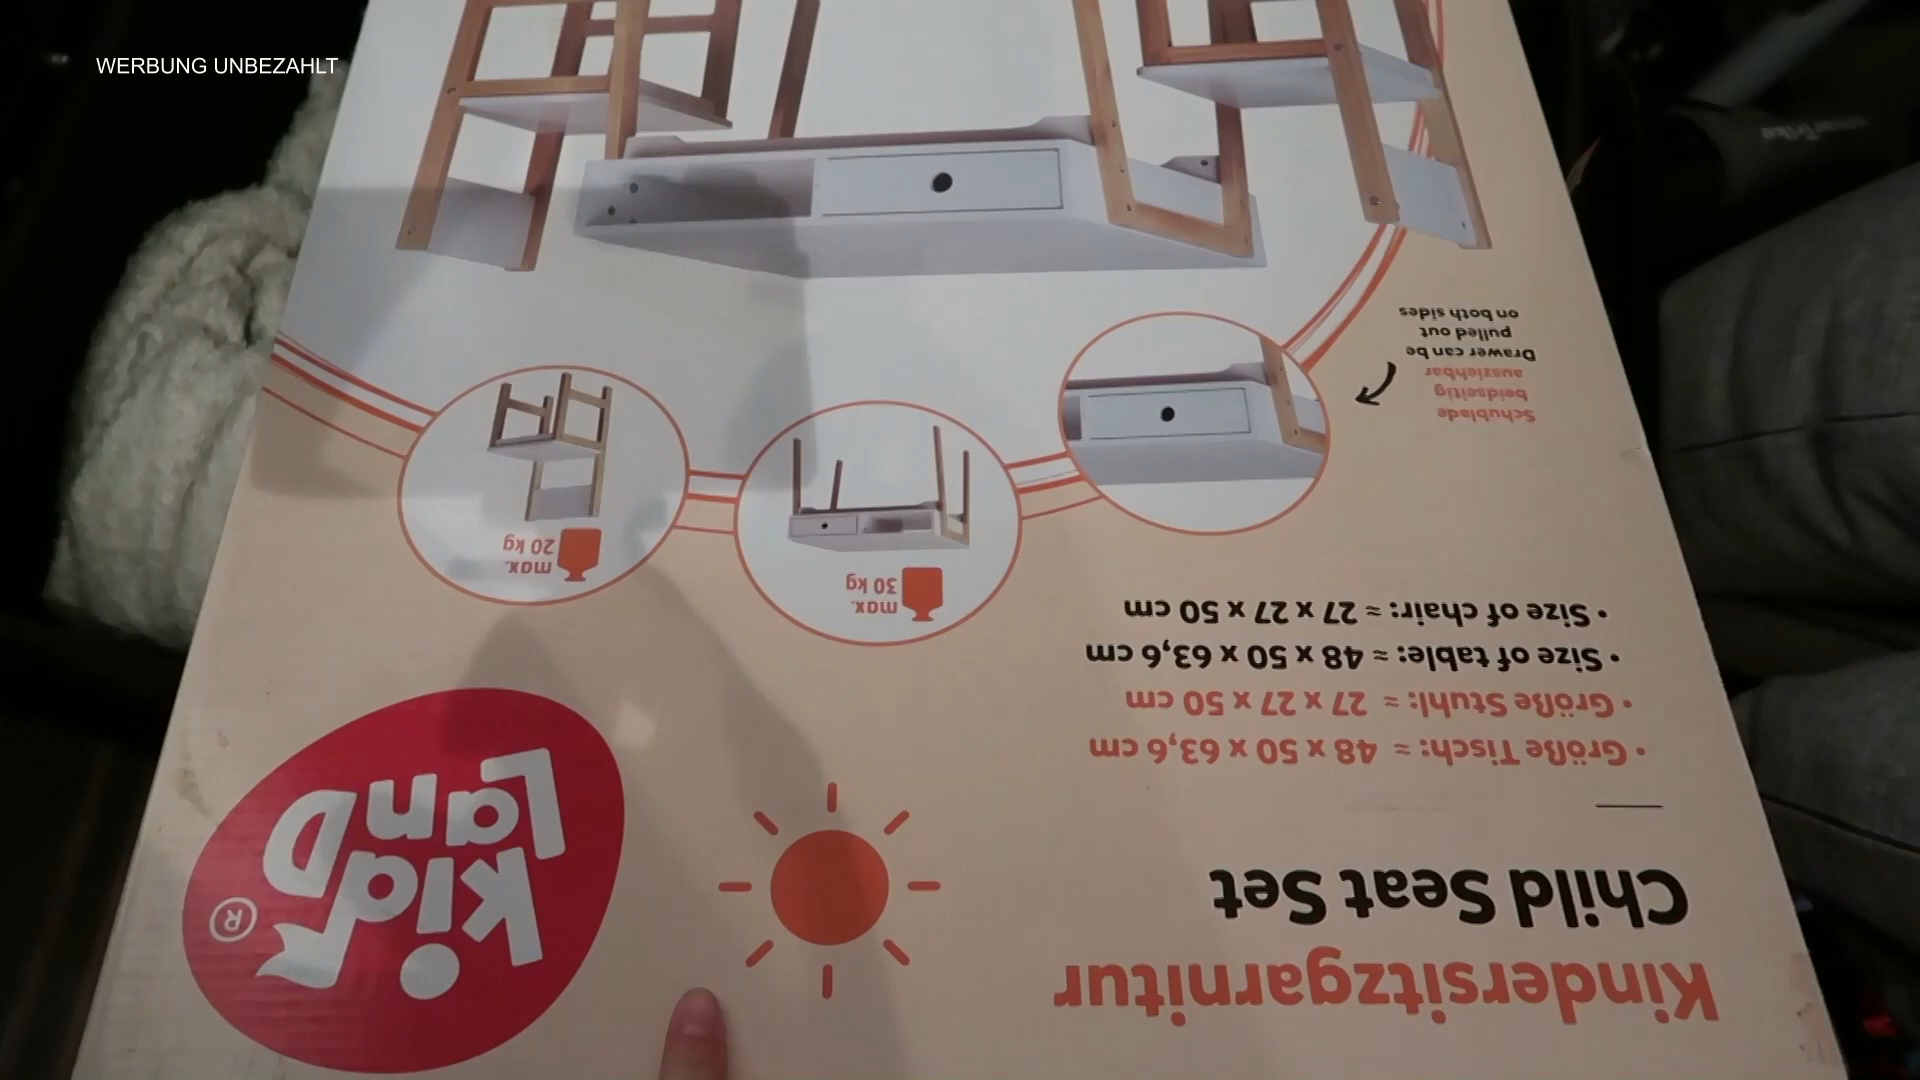 WERBUNG UNBEZAHLT
Kindersitzgarnitur
Child Seat Set
• Größe Tisch: ≈ 48 x 50 x 63,6 cm
• Größe Stuhl: ≈ 27 x 27 x 50 cm
• Size of table: ≈ 48 x 50 x 63,6 cm
• Size of chair: ≈ 27 x 27 x 50 cm
kid
LanD
®
Schublade
beidseitig
ausziehbar
Drawer can be
pulled out
on both sides
max.
30 kg
max.
20 kg